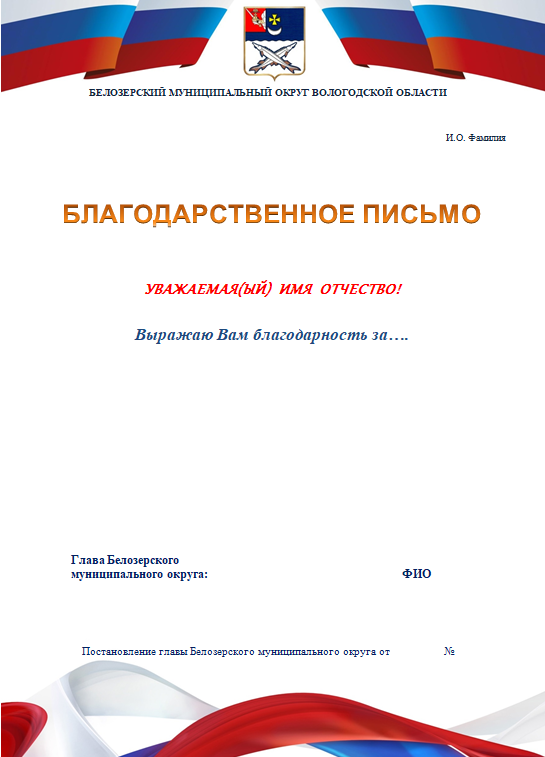 БЕЛОЗЕРСКИЙ МУНИЦИПАЛЬНЫЙ ОКРУГ ВОЛОГОДСКОЙ ОБЛАСТИ
И.О. Фамилия
БЛАГОДАРСТВЕННОЕ ПИСЬМО
УВАЖАЕМАЯ(ЫЙ) ИМЯ ОТЧЕСТВО!
Выражаю Вам благодарность за….
Глава Белозерского
муниципального округа: ФИО
Постановление главы Белозерского муниципального округа от №